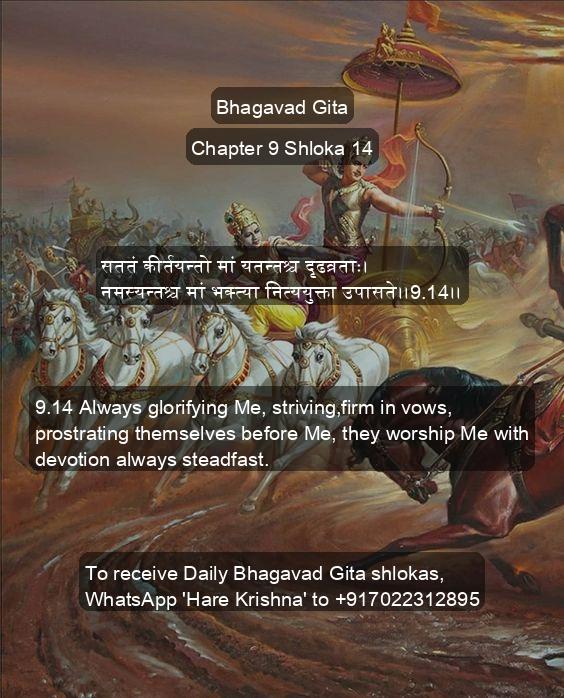 Bhagavad Gita
Chapter 9 Shloka 14
सततं कीर्तयन्तो मां यतन्तश्च दृढव्रताः।
नमस्यन्तश्च मां भक्त्या नित्ययुक्ता उपासते।।9.14।।
9.14 Always glorifying Me, striving,firm in vows,
prostrating themselves before Me, they worship Me with
devotion always steadfast.
To receive Daily Bhagavad Gita shlokas,
WhatsApp 'Hare Krishna' to +917022312895